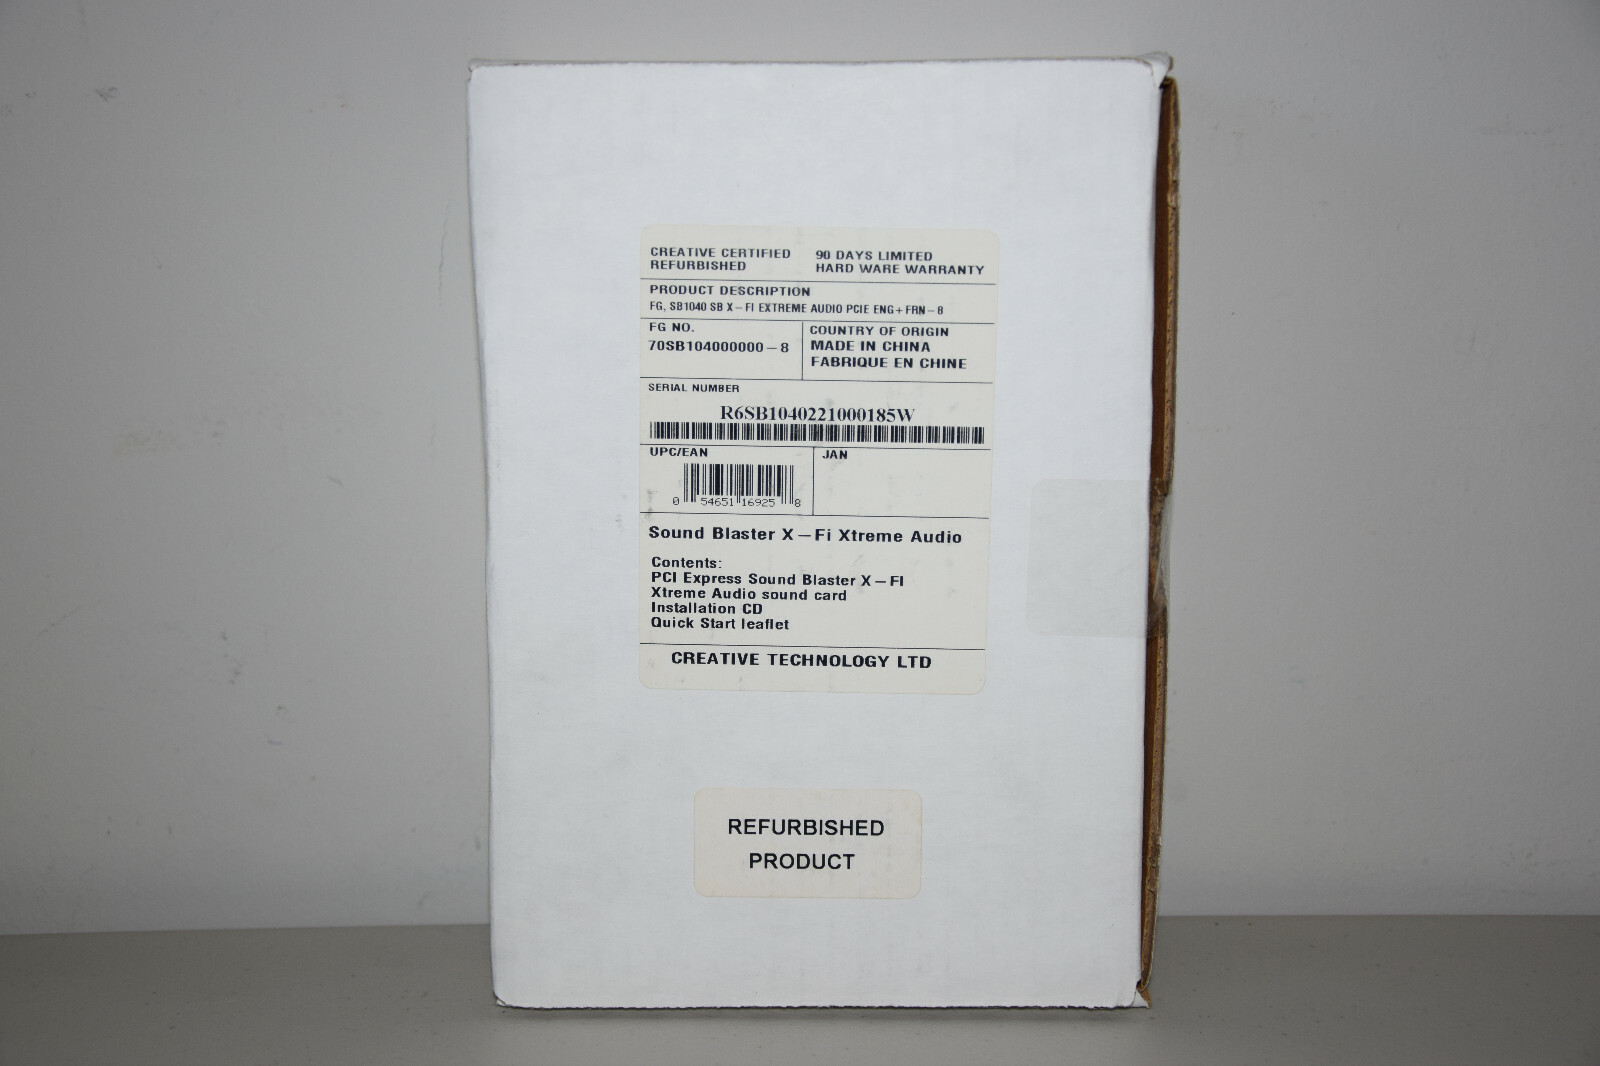 CREATIVE CERTIFIED
REFURBISHED
90 DAYS LIMITED
HARD WARE WARRANTY
PRODUCT DESCRIPTION
FG, SB1040 SB X-FI EXTREME AUDIO PCIE ENG+FRN-8
FG NO.
70SB104000000-8
COUNTRY OF ORIGIN
MADE IN CHINA
FABRIQUE EN CHINE
SERIAL NUMBER
R6SB1040221000185W
UPC/EAN
0 54651 16925 8
JAN
Sound Blaster X-Fi Xtreme Audio
Contents:
PCI Express Sound Blaster X-FI
Xtreme Audio sound card
Installation CD
Quick Start leaflet
CREATIVE TECHNOLOGY LTD
REFURBISHED
PRODUCT